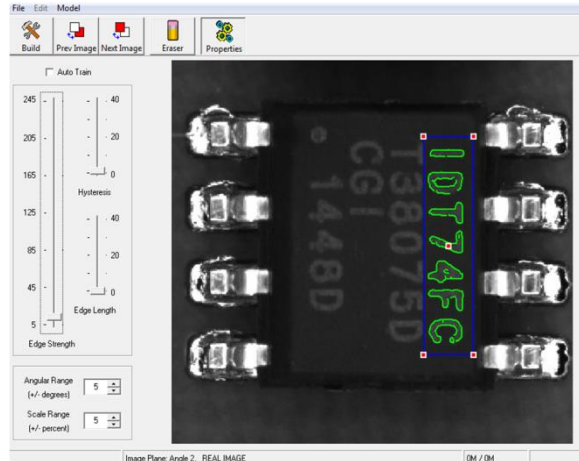 File Edit Model
Build Prev Image Next Image Eraser Properties
Auto Train
245
205
165
125
85
45
5
Edge Strength
40
20
0
Hysteresis
40
20
0
Edge Length
Angular Range
(+/- degrees)
5
Scale Range
(+/- percent)
5
IDT74FC
T38075D
CGI
1448D
Image Plane: Angle 2. REAL IMAGE
0M / 0M